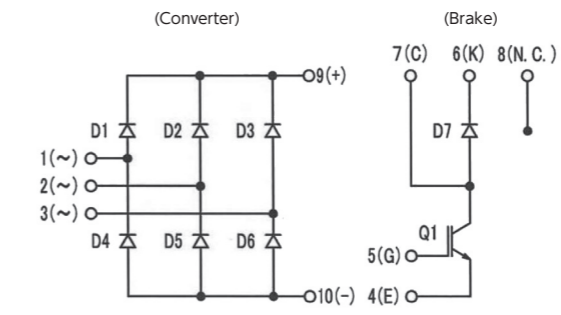 (Converter) (Brake)
7(C) 6(K) 8(N.C.)
9(+)
D1 D2 D3 D7
1(~)
2(~)
3(~)
D4 D5 D6 Q1
5(G)
10(-) 4(E)